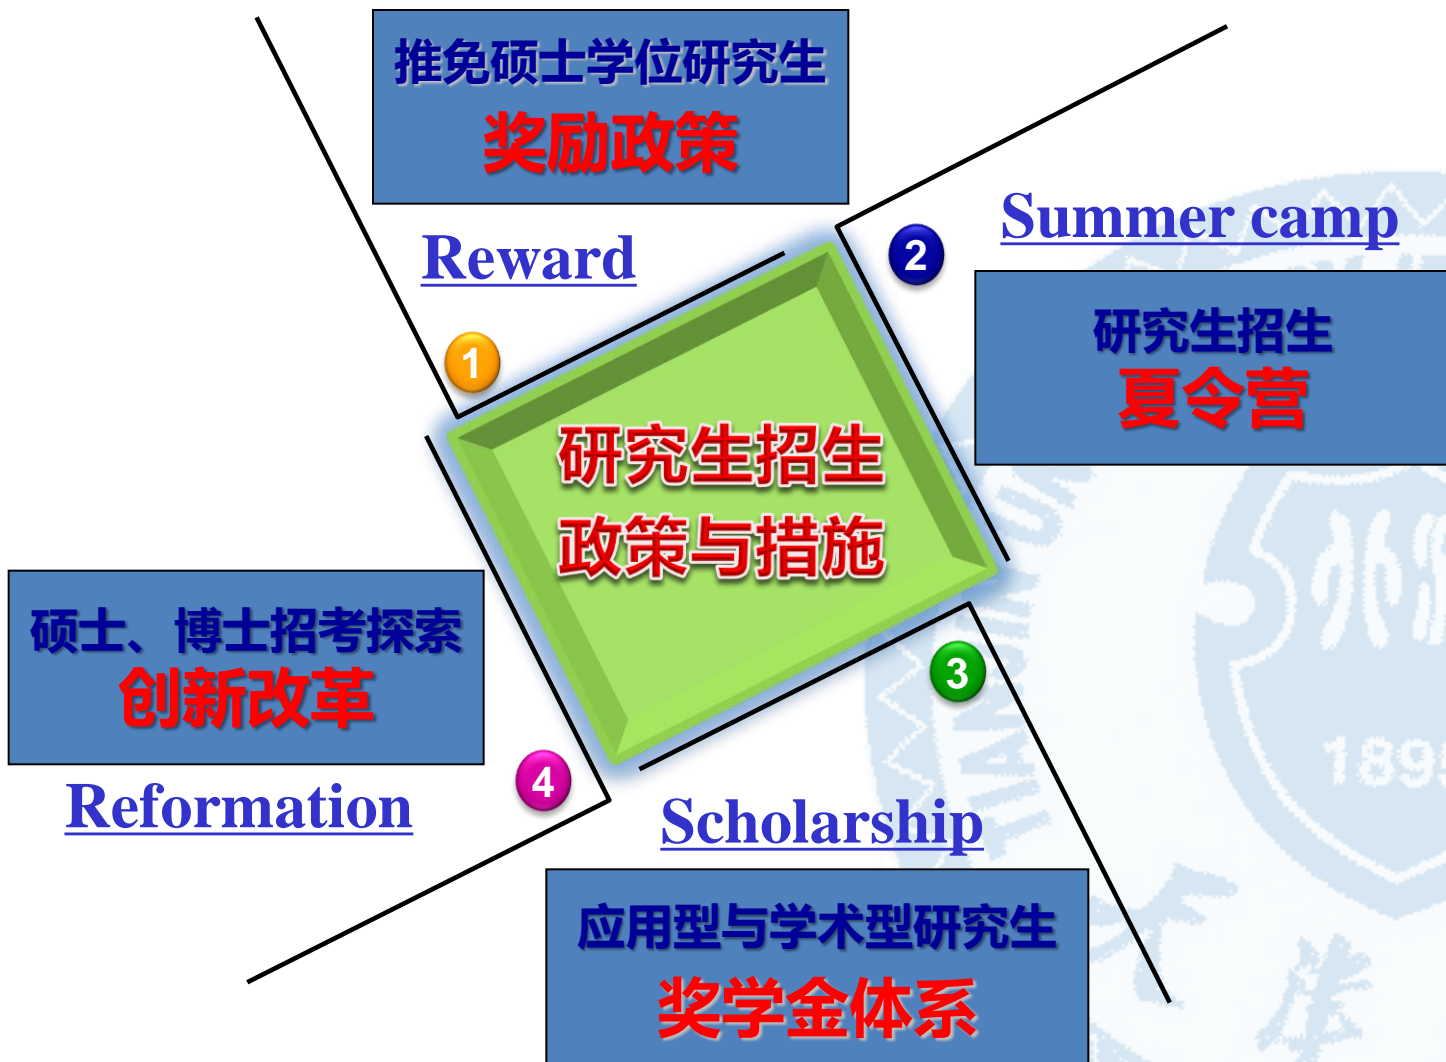 推免硕士学位研究生
奖励政策
Reward
1
2
Summer camp
研究生招生
夏令营
研究生招生
政策与措施
硕士、博士招考探索
创新改革
Reformation
4
3
Scholarship
应用型与学术型研究生
奖学金体系